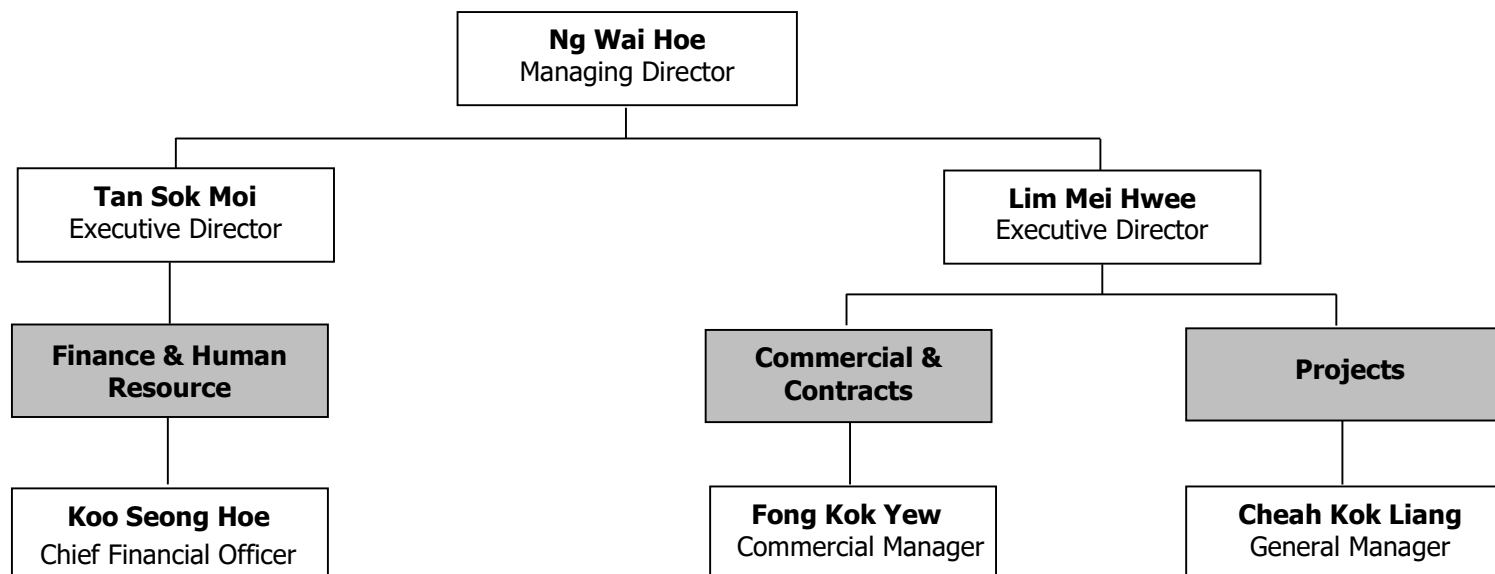 Ng Wai Hoe
Managing Director
Tan Sok Moi
Executive Director
Lim Mei Hwee
Executive Director
Finance & Human
Resource
Commercial &
Contracts
Projects
Koo Seong Hoe
Chief Financial Officer
Fong Kok Yew
Commercial Manager
Cheah Kok Liang
General Manager